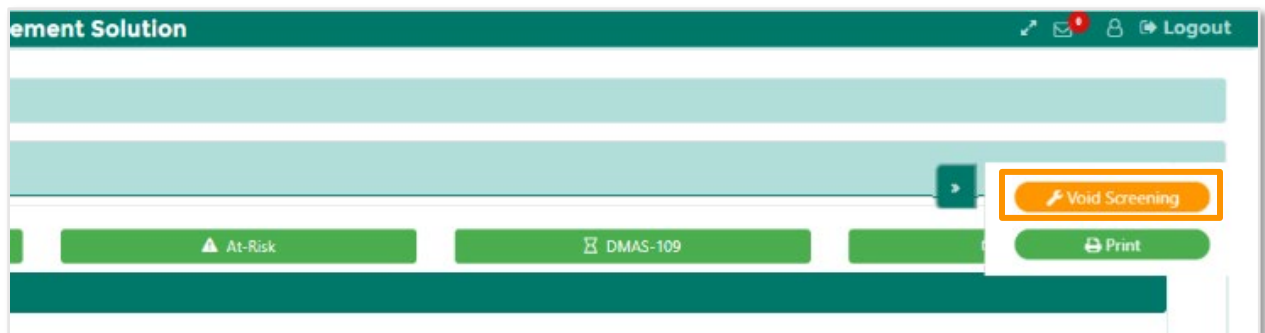 ement Solution
Logout
Void Screening
At-Risk
DMAS-109
Print